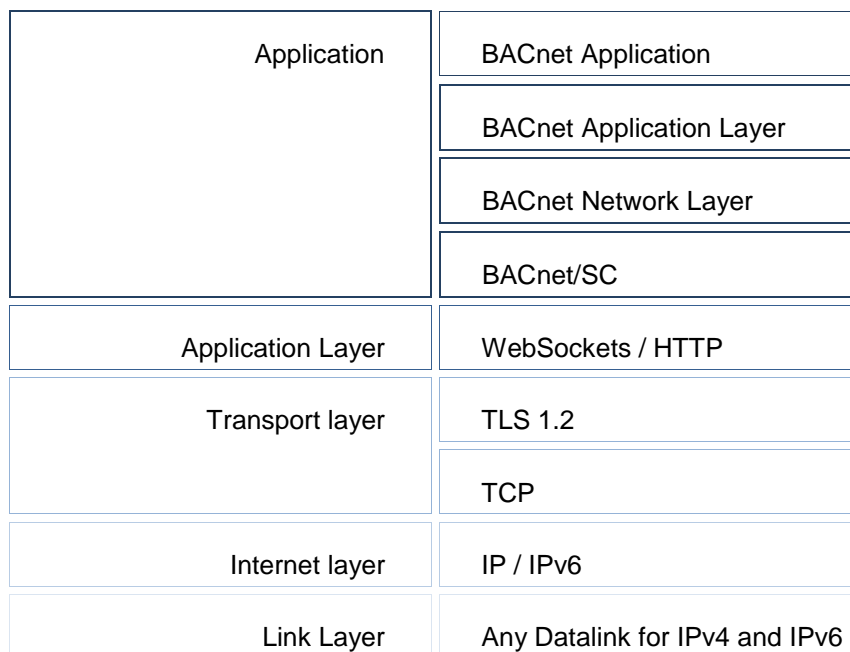 Application
BACnet Application
BACnet Application Layer
BACnet Network Layer
BACnet/SC
Application Layer
WebSockets / HTTP
Transport layer
TLS 1.2
TCP
Internet layer
IP / IPv6
Link Layer
Any Datalink for IPv4 and IPv6